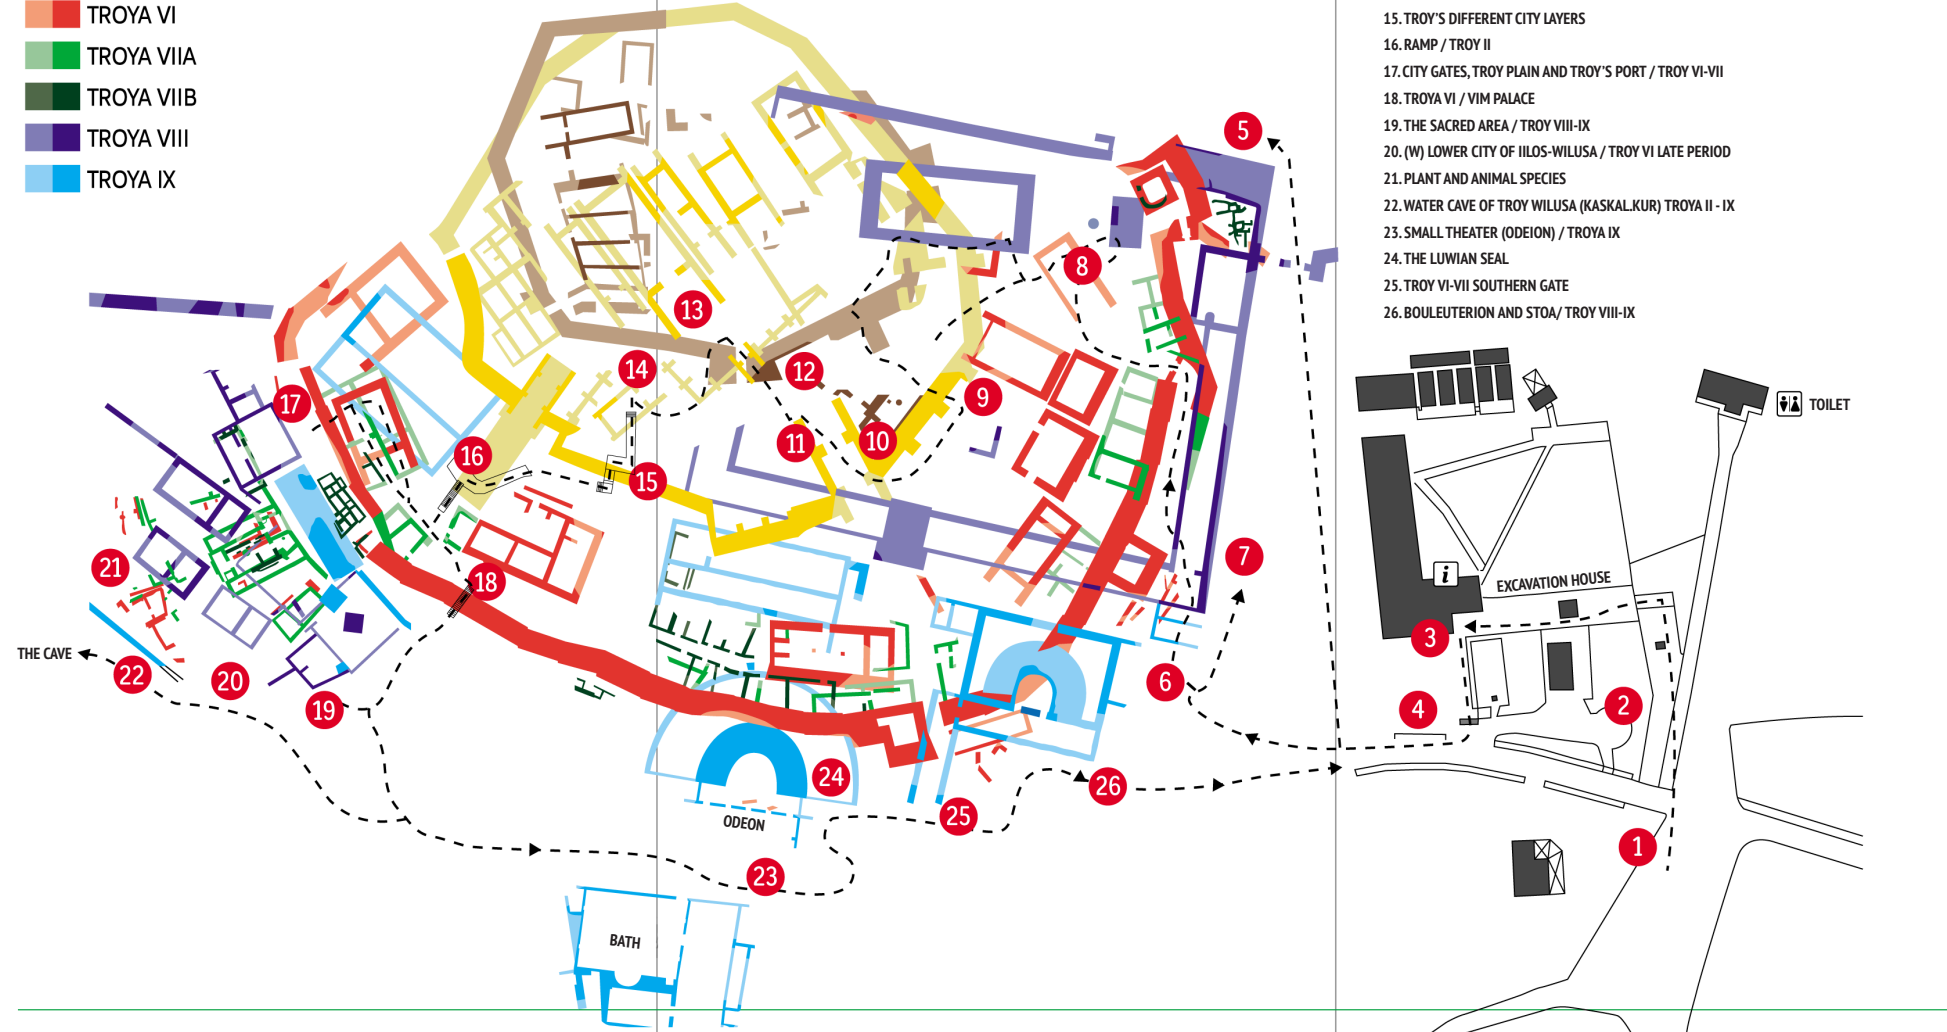 TROYA VI
TROYA VIIA
TROYA VIIB
TROYA VIII
TROYA IX
15. TROY'S DIFFERENT CITY LAYERS
16. RAMP / TROY II
17. CITY GATES, TROY PLAIN AND TROY'S PORT / TROY VI-VII
18. TROYA VI / VIM PALACE
19. THE SACRED AREA / TROY VIII-IX
20. (W) LOWER CITY OF IILOS-WILUSA / TROY VI LATE PERIOD
21. PLANT AND ANIMAL SPECIES
22. WATER CAVE OF TROY WILUSA (KASKAL.KUR) TROYA II - IX
23. SMALL THEATER (ODEION) / TROYA IX
24. THE LUWIAN SEAL
25. TROY VI-VII SOUTHERN GATE
26. BOULEUTERION AND STOA/ TROY VIII-IX
5
8
13
14
12
9
17
11
10
16
15
TOILET
7
21
18
i
EXCAVATION HOUSE
3
THE CAVE
22
20
19
6
4
2
24
26
ODEON
25
1
23
BATH